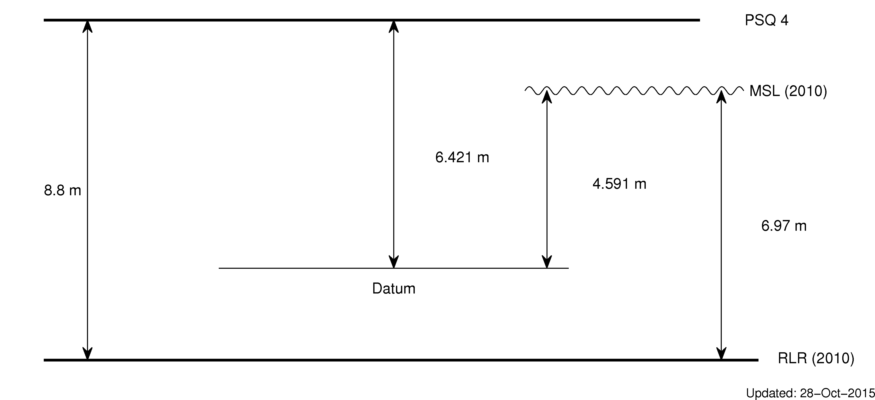 PSQ 4
MSL (2010)
6.421 m
4.591 m
8.8 m
6.97 m
Datum
RLR (2010)
Updated: 28−Oct−2015